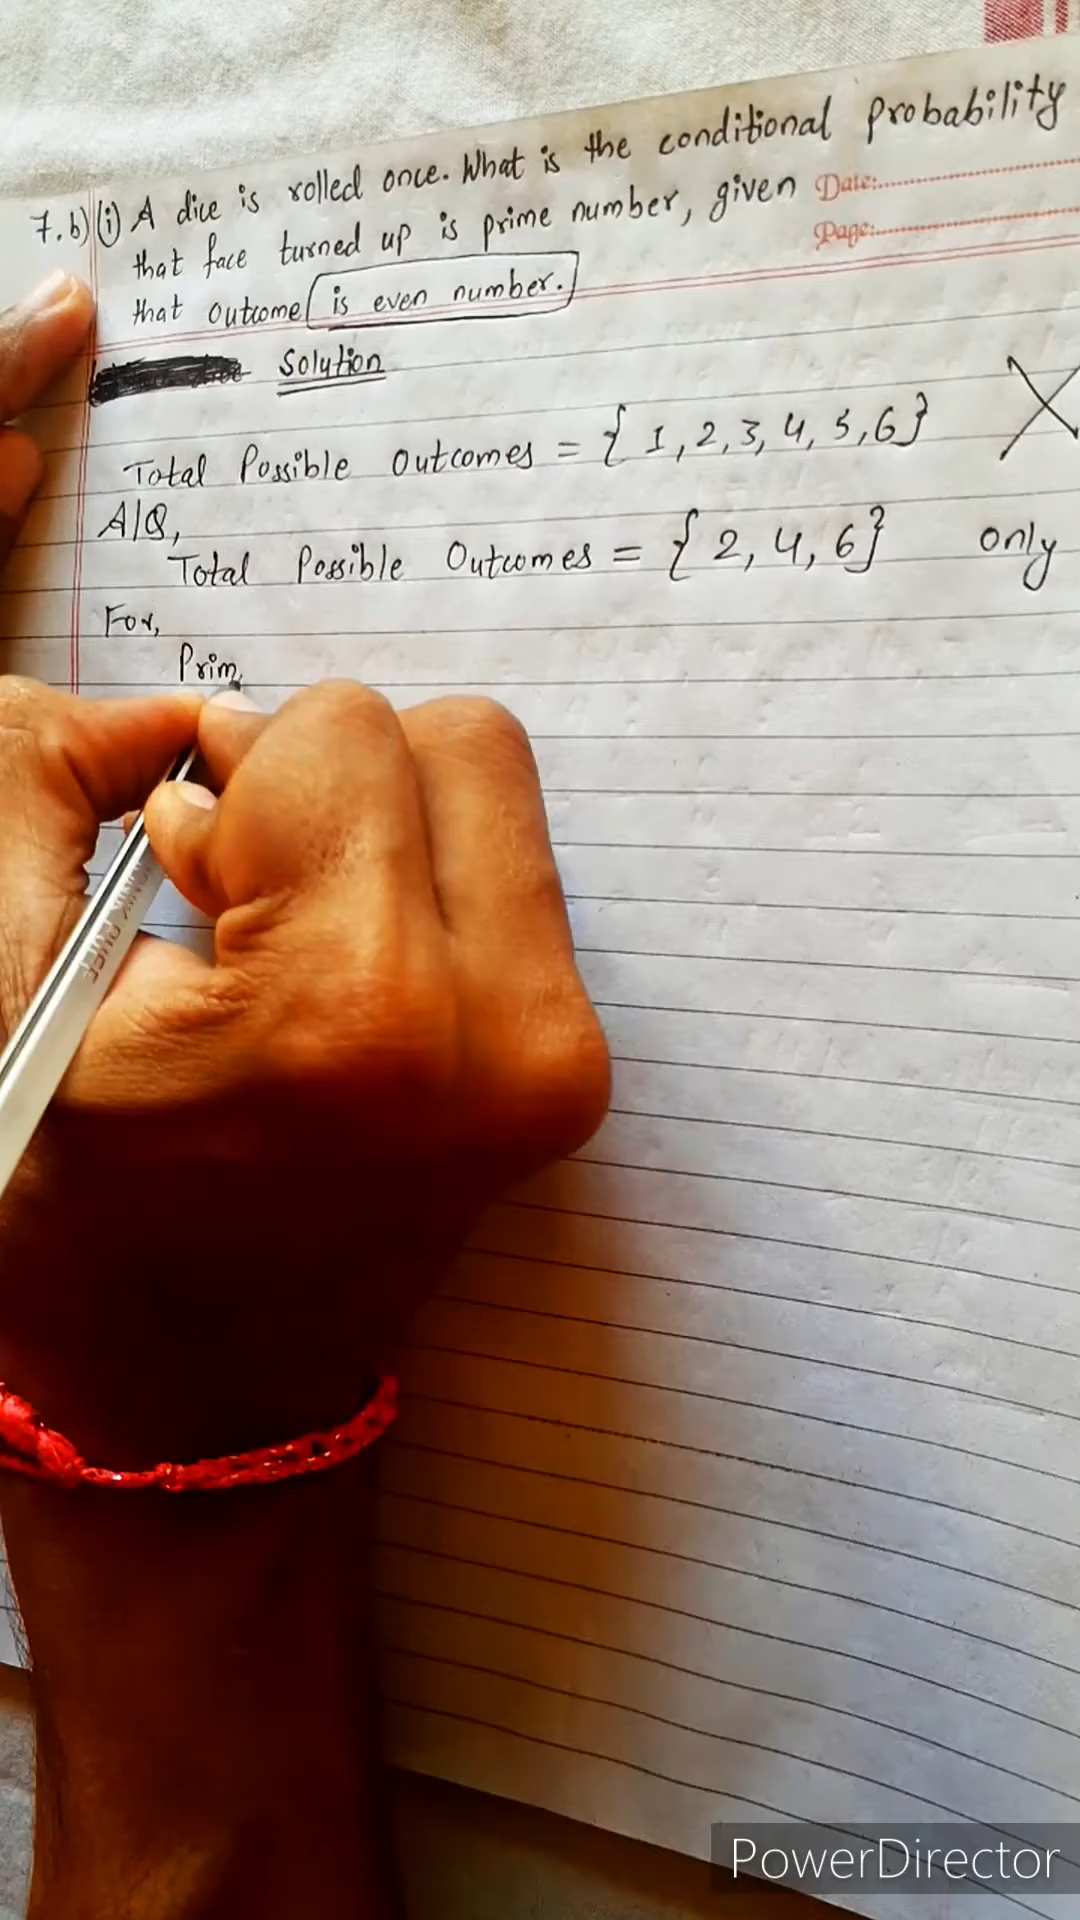 7.b) (i) A dice is rolled once. What is the conditional probability
that face turned up is prime number, given
that outcome is even number.
Date:
Page:
Solution
Total Possible Outcomes = { 1, 2, 3, 4, 5, 6 }
A/Q,
Total Possible Outcomes = { 2, 4, 6 } only
For,
Prim
PowerDirector